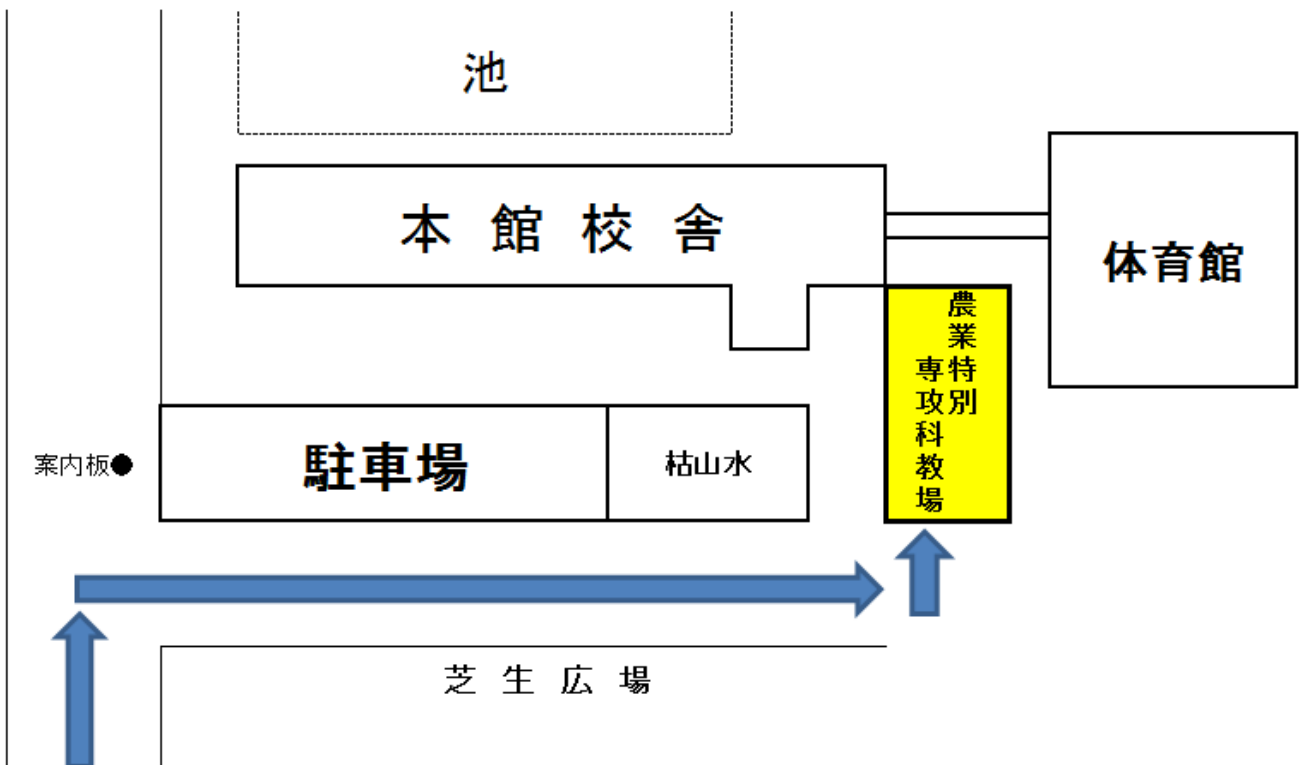 池
本館校舎
体育館
農業特別
専攻科教場
駐車場
枯山水
案内板●
芝生広場